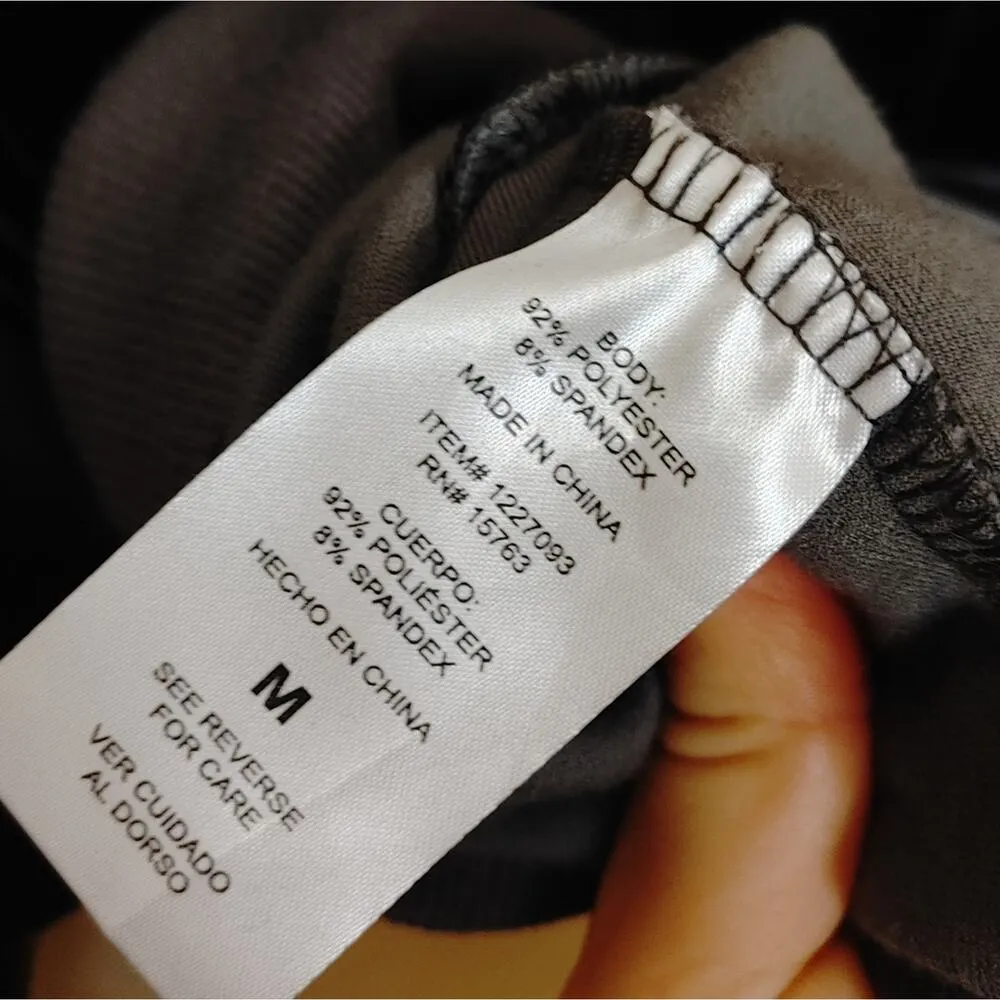 BODY:
92% POLYESTER
8% SPANDEX
MADE IN CHINA
ITEM# 1227093
RN# 15763
CUERPO:
92% POLIÉSTER
8% SPANDEX
HECHO EN CHINA
M
SEE REVERSE
FOR CARE
VER CUIDADO
AL DORSO